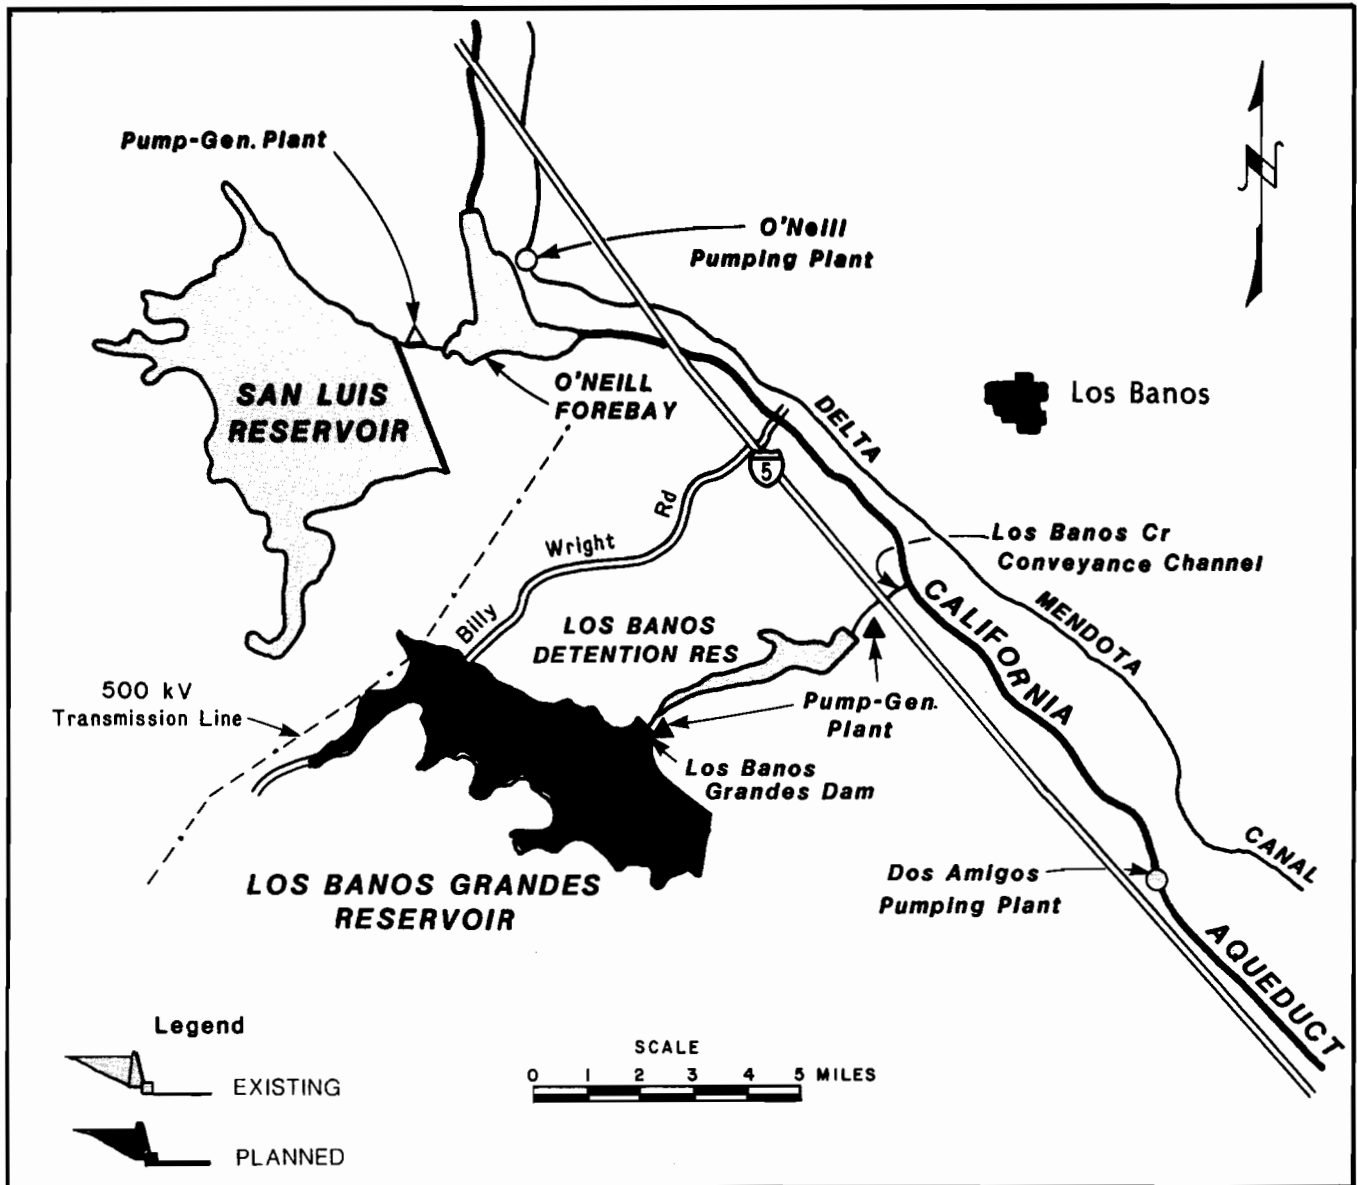 Pump-Gen. Plant
O'Neill
Pumping Plant
SAN LUIS
RESERVOIR
O'NEILL
FOREBAY
Los Banos
DELTA
MENDOTA
CANAL
5
Billy Wright Rd
Los Banos Cr
Conveyance Channel
CALIFORNIA
AQUEDUCT
LOS BANOS
DETENTION RES
500 kV
Transmission Line
Pump-Gen.
Plant
Los Banos
Grandes Dam
LOS BANOS GRANDES
RESERVOIR
Dos Amigos
Pumping Plant
N
Legend
EXISTING
PLANNED
SCALE
0 1 2 3 4 5 MILES